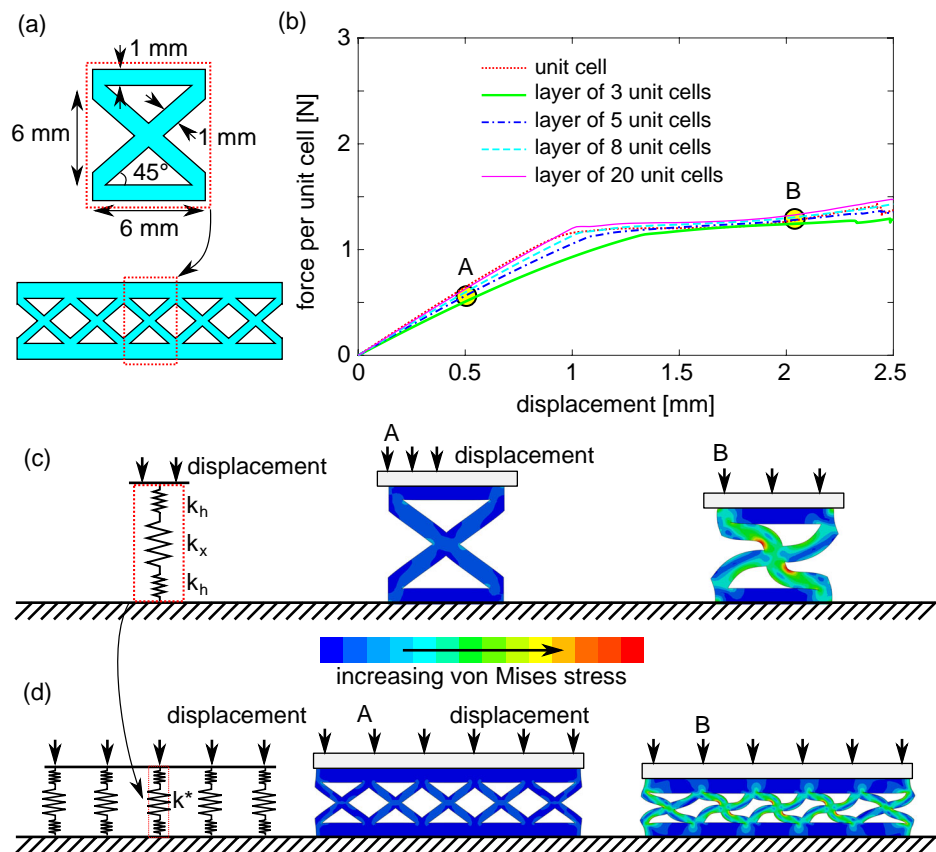 (a)
1 mm
6 mm
1 mm
45°
6 mm
(b)
force per unit cell [N]
3
2
1
0
unit cell
layer of 3 unit cells
layer of 5 unit cells
layer of 8 unit cells
layer of 20 unit cells
A
B
0 0.5 1 1.5 2 2.5
displacement [mm]
(c)
displacement
k_h
k_x
k_h
A
displacement
B
increasing von Mises stress
(d)
displacement
k*
A
displacement
B